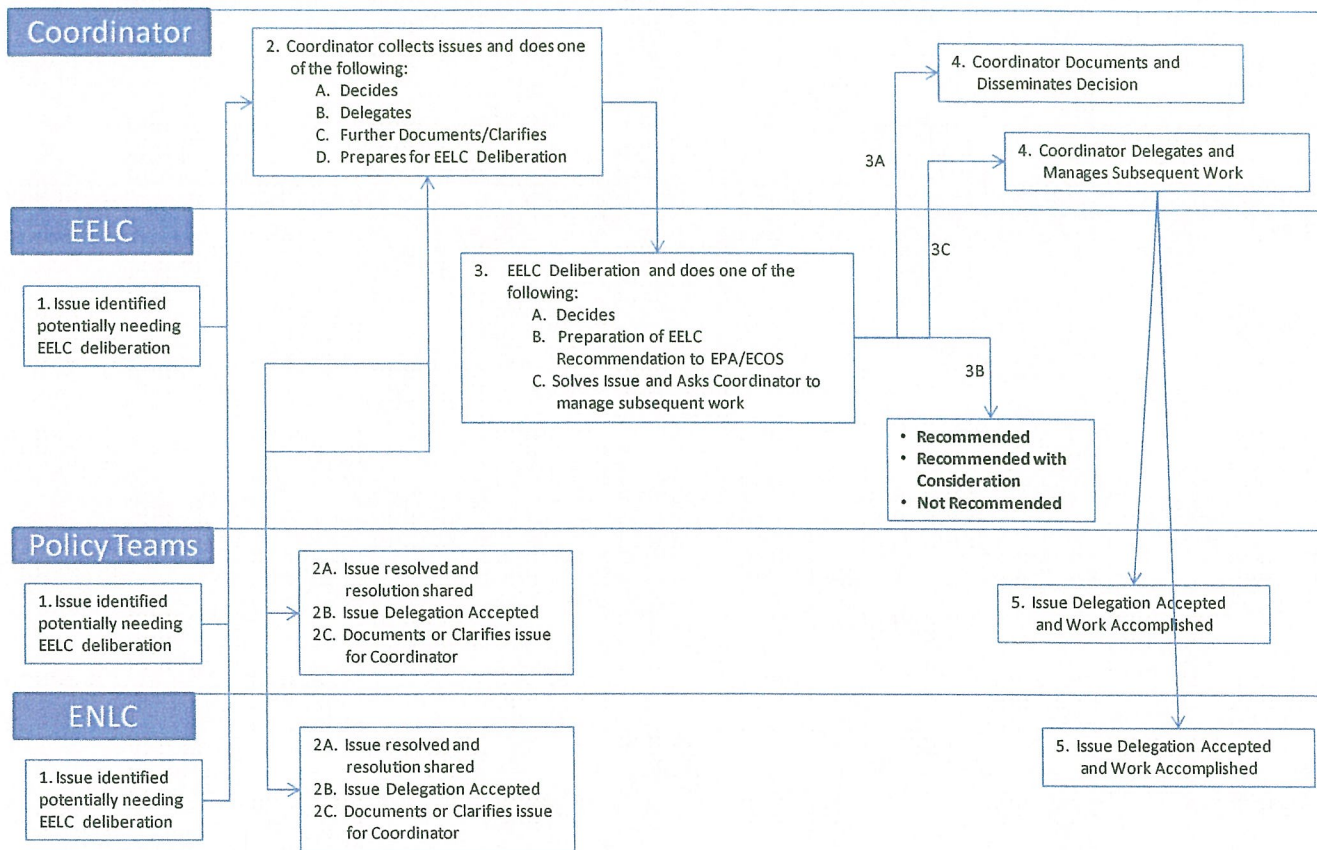 Coordinator
2. Coordinator collects issues and does one
of the following:
A. Decides
B. Delegates
C. Further Documents/Clarifies
D. Prepares for EELC Deliberation
4. Coordinator Documents and
Disseminates Decision
3A
4. Coordinator Delegates and
Manages Subsequent Work
EELC
1. Issue identified
potentially needing
EELC deliberation
3. EELC Deliberation and does one of the
following:
A. Decides
B. Preparation of EELC
Recommendation to EPA/ECOS
C. Solves Issue and Asks Coordinator to
manage subsequent work
3C
3B
• Recommended
• Recommended with
Consideration
• Not Recommended
Policy Teams
1. Issue identified
potentially needing
EELC deliberation
2A. Issue resolved and
resolution shared
2B. Issue Delegation Accepted
2C. Documents or Clarifies issue
for Coordinator
5. Issue Delegation Accepted
and Work Accomplished
ENLC
1. Issue identified
potentially needing
EELC deliberation
2A. Issue resolved and
resolution shared
2B. Issue Delegation Accepted
2C. Documents or Clarifies issue
for Coordinator
5. Issue Delegation Accepted
and Work Accomplished